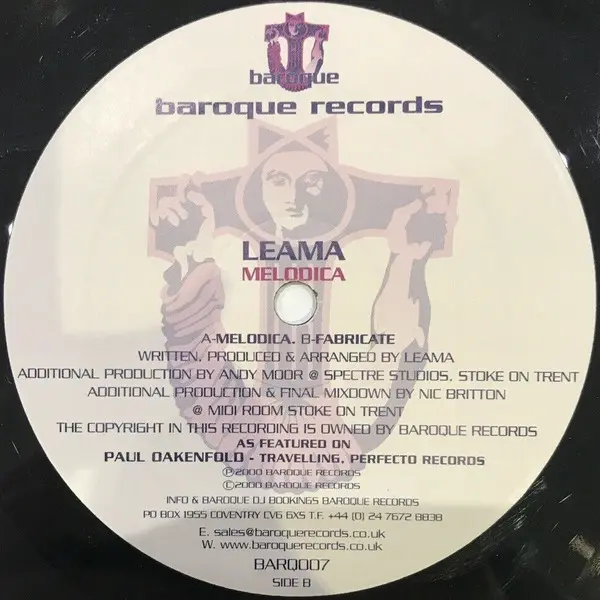 baroque
baroque records
LEAMA
MELODICA
A-MELODICA. B-FABRICATE
WRITTEN, PRODUCED & ARRANGED BY LEAMA
ADDITIONAL PRODUCTION BY ANDY MOOR @ SPECTRE STUDIOS, STOKE ON TRENT
ADDITIONAL PRODUCTION & FINAL MIXDOWN BY NIC BRITTON
@ MIDI ROOM STOKE ON TRENT
THE COPYRIGHT IN THIS RECORDING IS OWNED BY BAROQUE RECORDS
AS FEATURED ON
PAUL OAKENFOLD - TRAVELLING, PERFECTO RECORDS
℗2000 BAROQUE RECORDS
©2000 BAROQUE RECORDS
INFO & BAROQUE DJ BOOKINGS BAROQUE RECORDS
PO BOX 1955 COVENTRY CV6 6XS T.F. +44 (0) 24 7672 8838
E. sales@baroquerecords.co.uk
W. www.baroquerecords.co.uk
BARQ007
SIDE B